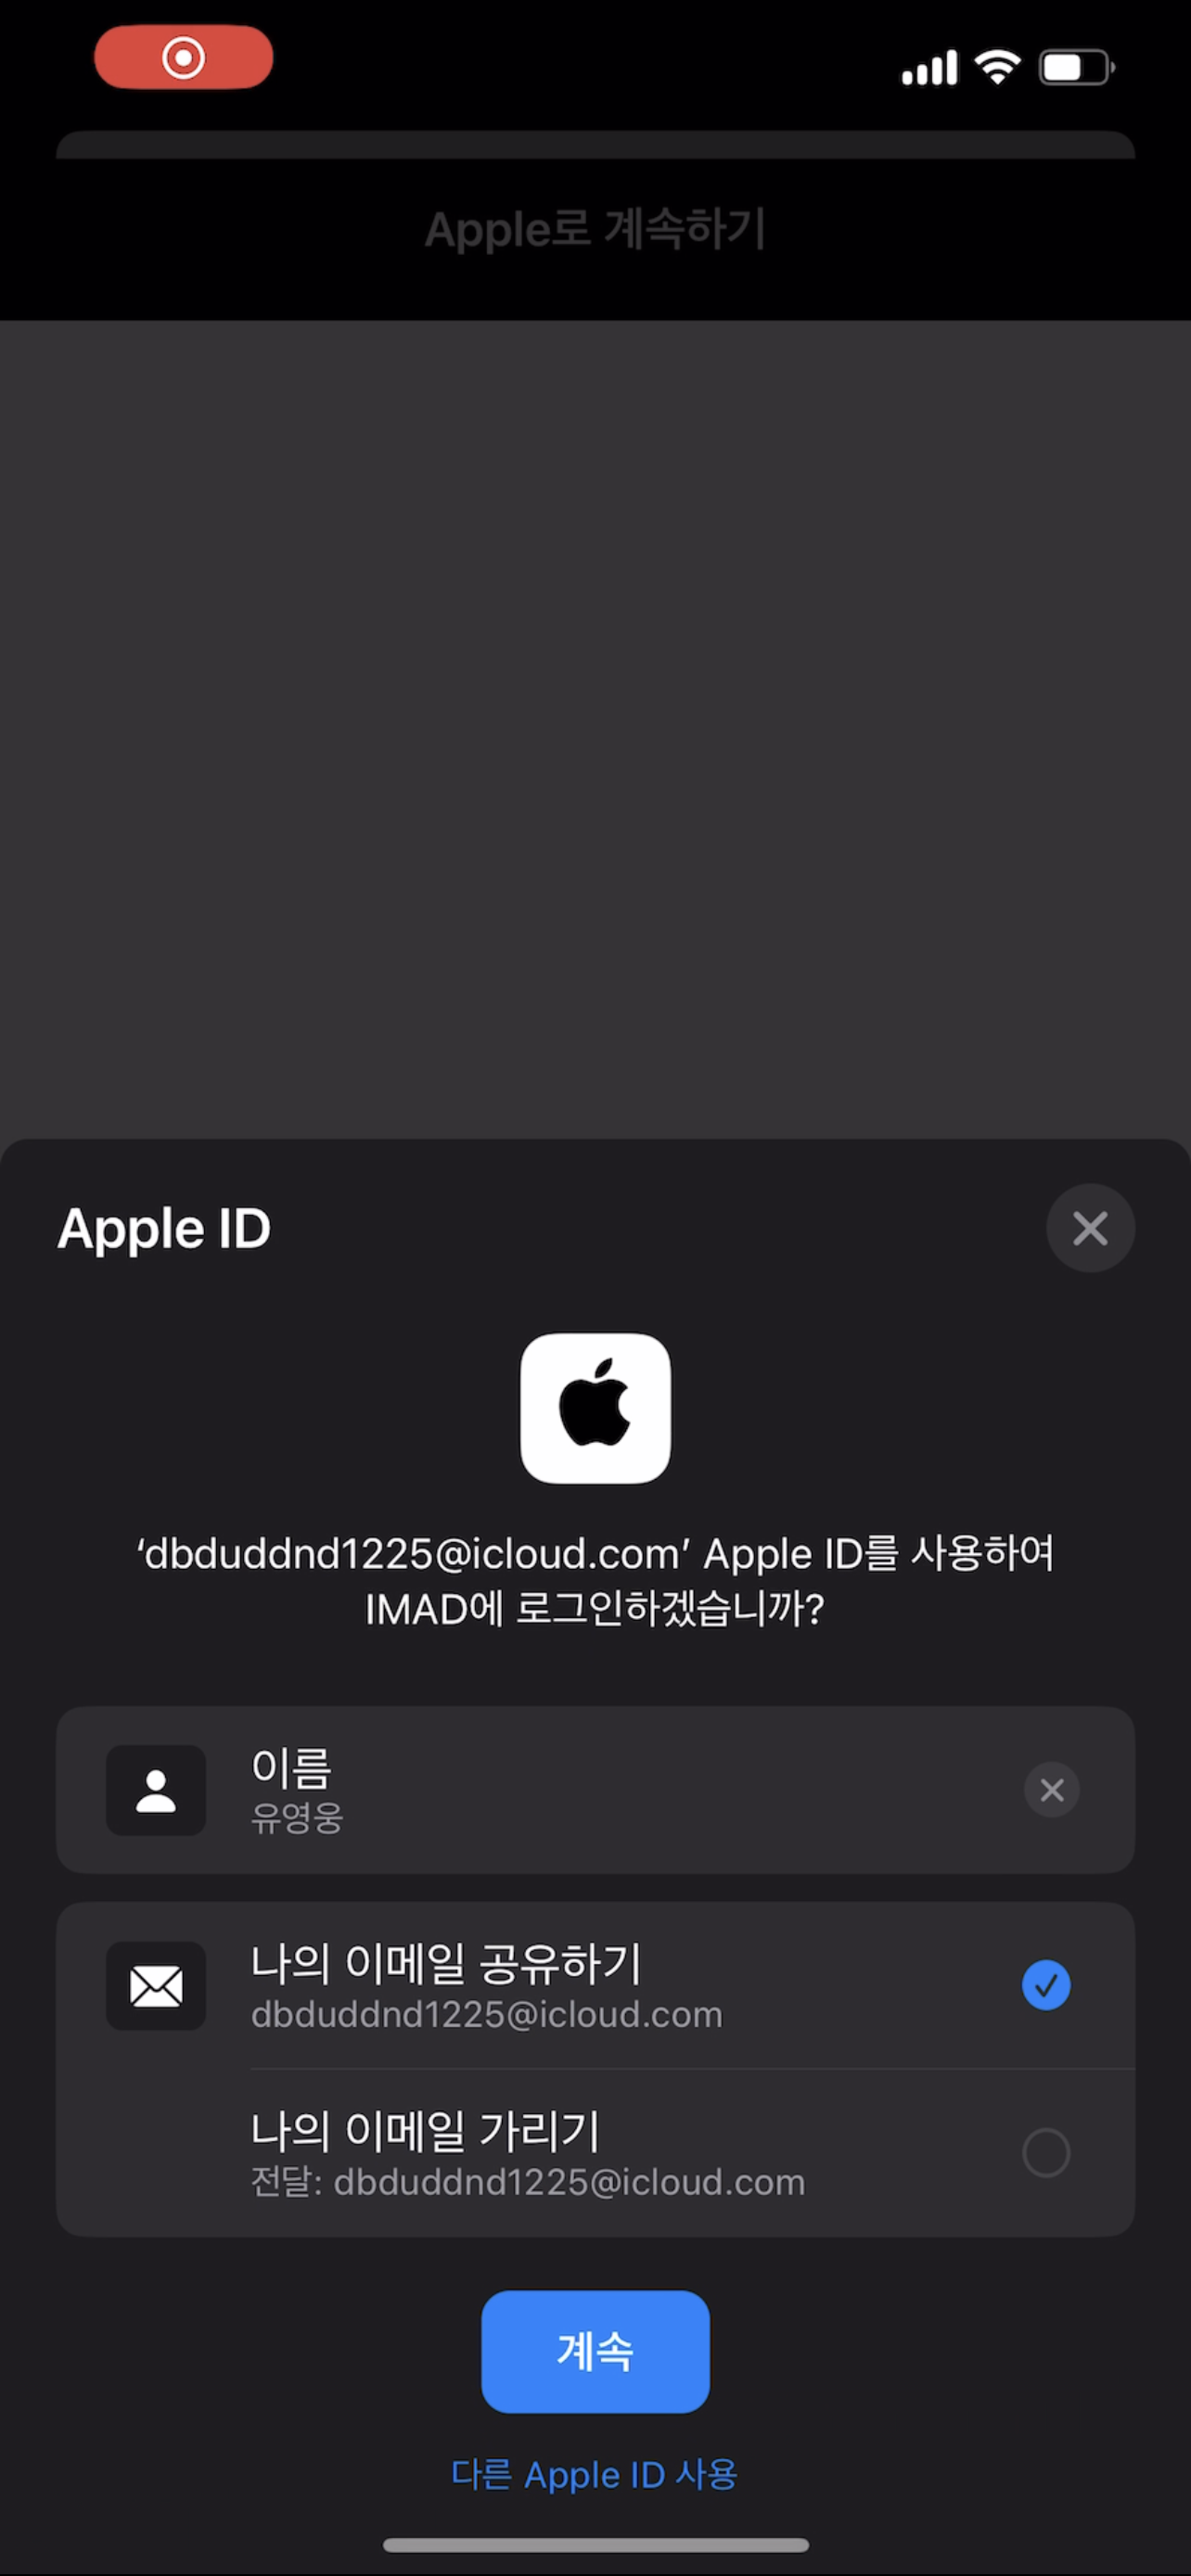 Apple로 계속하기
Apple ID
‘dbduddnd1225@icloud.com’ Apple ID를 사용하여
IMAD에 로그인하겠습니까?
이름
유영웅
나의 이메일 공유하기
dbduddnd1225@icloud.com
나의 이메일 가리기
전달: dbduddnd1225@icloud.com
계속
다른 Apple ID 사용